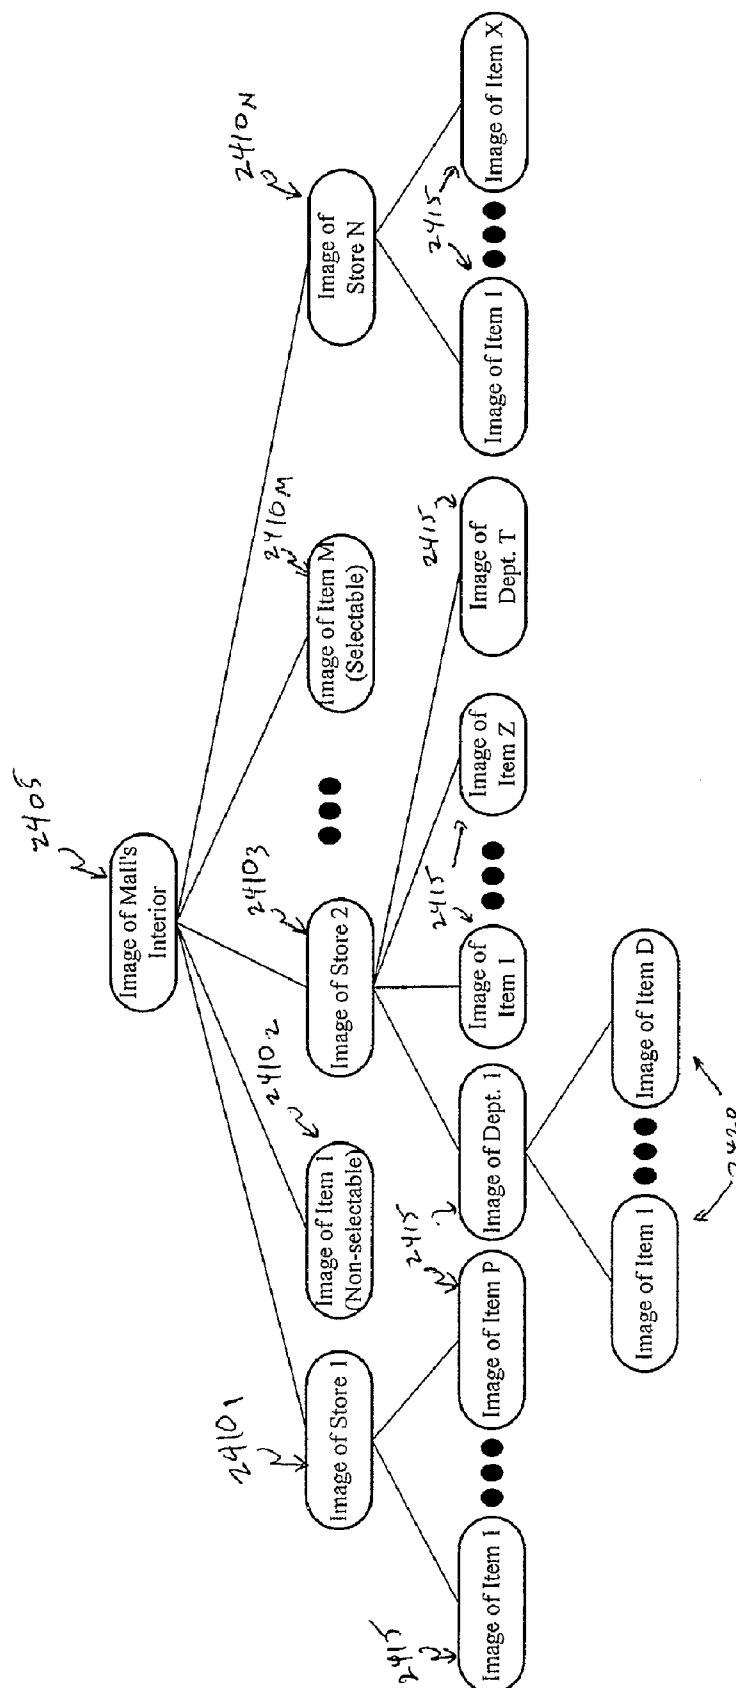 2405
Image of Mall's
Interior
2410₁
2410₂
2410₃
2410M
2410N
Image of Store 1
Image of Item 1
(Non-selectable)
Image of Store 2
Image of Item M
(Selectable)
Image of
Store N
2415
2415
2415
2415
2415
Image of Item 1
Image of Item P
Image of Dept. 1
Image of
Item 1
Image of
Item Z
Image of
Dept. T
Image of Item 1
Image of Item X
Image of Item 1
Image of Item D